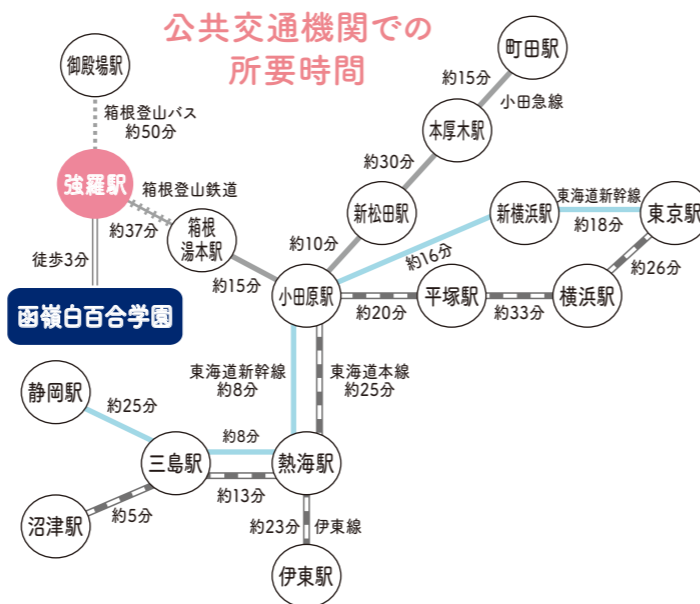 公共交通機関での
所要時間
御殿場駅
箱根登山バス
約50分
強羅駅
箱根登山鉄道
約37分
箱根
湯本駅
徒歩3分
函嶺白百合学園
約15分
町田駅
約15分
小田急線
本厚木駅
約30分
新松田駅
約10分
小田原駅
新横浜駅
東海道新幹線
約18分
東京駅
約16分
約26分
平塚駅
横浜駅
約20分
約33分
東海道新幹線
約8分
東海道本線
約25分
静岡駅
約25分
三島駅
約8分
熱海駅
約13分
沼津駅
約5分
約23分
伊東線
伊東駅